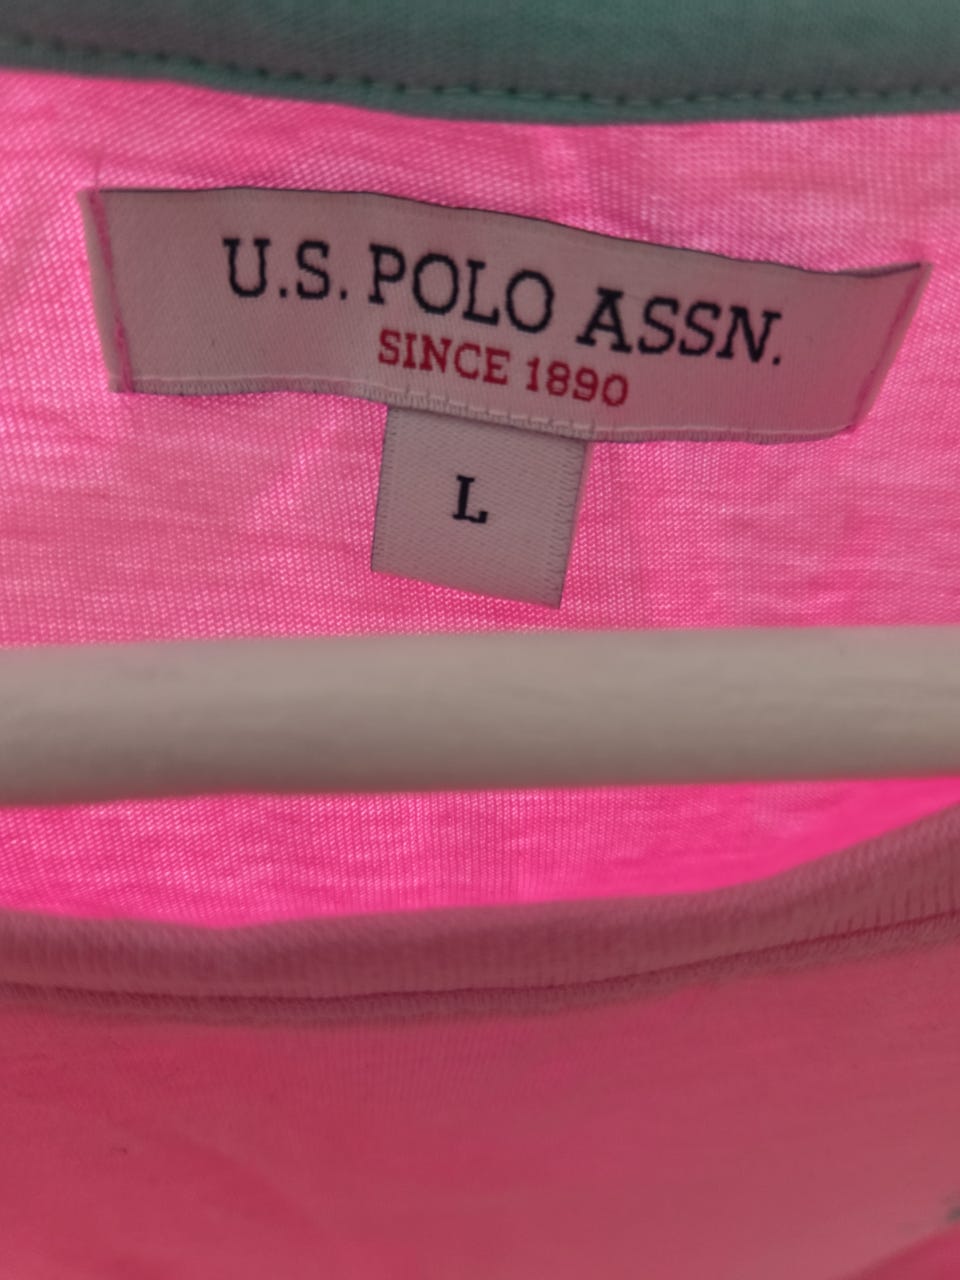 U.S. POLO ASSN.
SINCE 1890
L